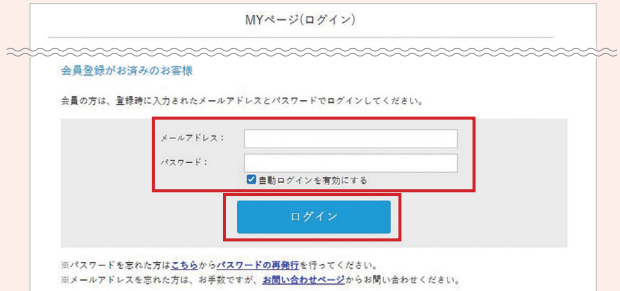 MYページ(ログイン)
会員登録がお済みのお客様
会員の方は、登録時に入力されたメールアドレスとパスワードでログインしてください。
メールアドレス：
パスワード：
自動ログインを有効にする
ログイン
※パスワードを忘れた方はこちらからパスワードの再発行を行ってください。
※メールアドレスを忘れた方は、お手数ですが、お問い合わせページからお問い合わせください。